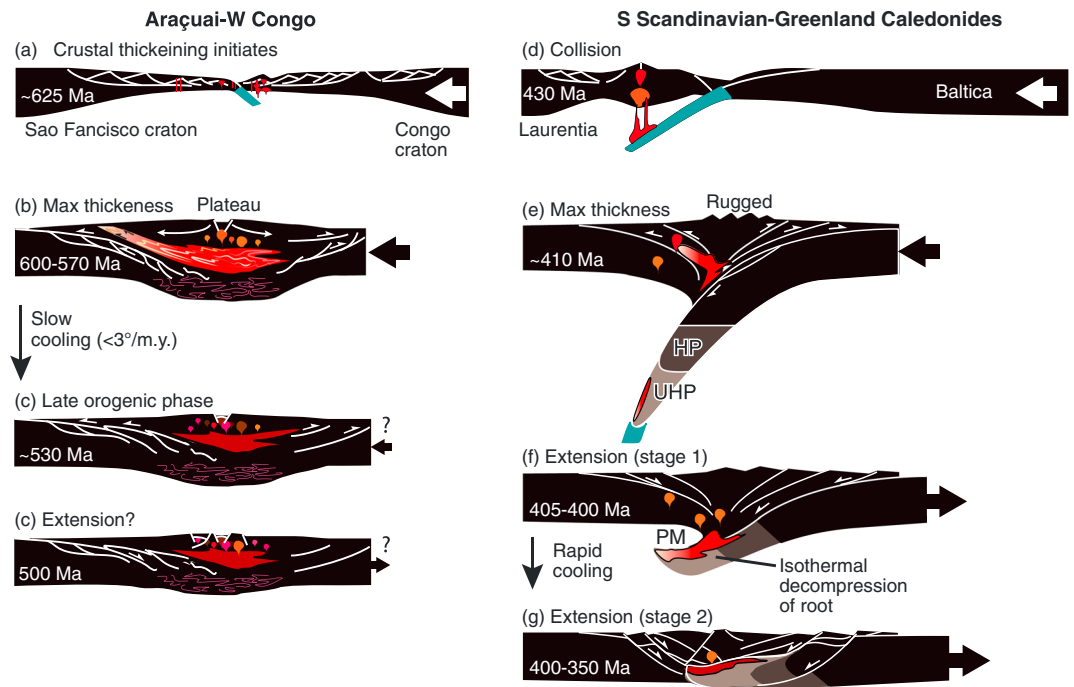 Araçuai-W Congo
(a) Crustal thickeining initiates
~625 Ma
Sao Fancisco craton
Congo
craton
(b) Max thickeness
Plateau
600-570 Ma
Slow
cooling (<3°/m.y.)
(c) Late orogenic phase
?
~530 Ma
(c) Extension?
?
500 Ma
S Scandinavian-Greenland Caledonides
(d) Collision
430 Ma
Baltica
Laurentia
(e) Max thickness
Rugged
~410 Ma
HP
UHP
(f) Extension (stage 1)
405-400 Ma
PM
Rapid
cooling
Isothermal
decompression
of root
(g) Extension (stage 2)
400-350 Ma